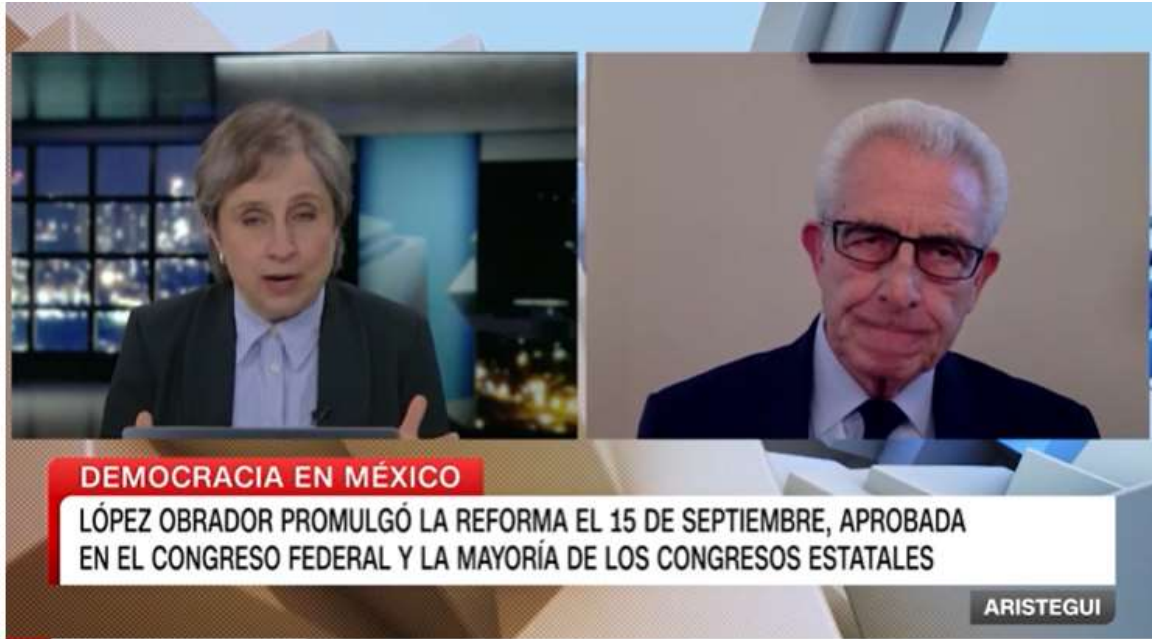 DEMOCRACIA EN MÉXICO
LÓPEZ OBRADOR PROMULGÓ LA REFORMA EL 15 DE SEPTIEMBRE, APROBADA
EN EL CONGRESO FEDERAL Y LA MAYORÍA DE LOS CONGRESOS ESTATALES
ARISTEGUI